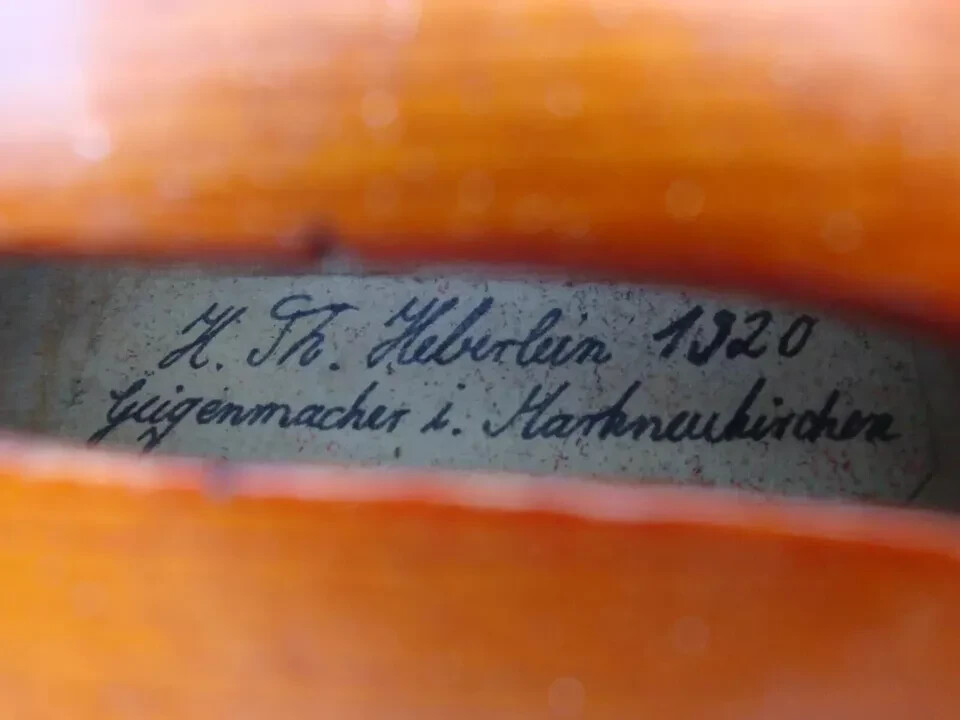 H. Th. Heberlein 1920
Geigenmacher i. Markneukirchen